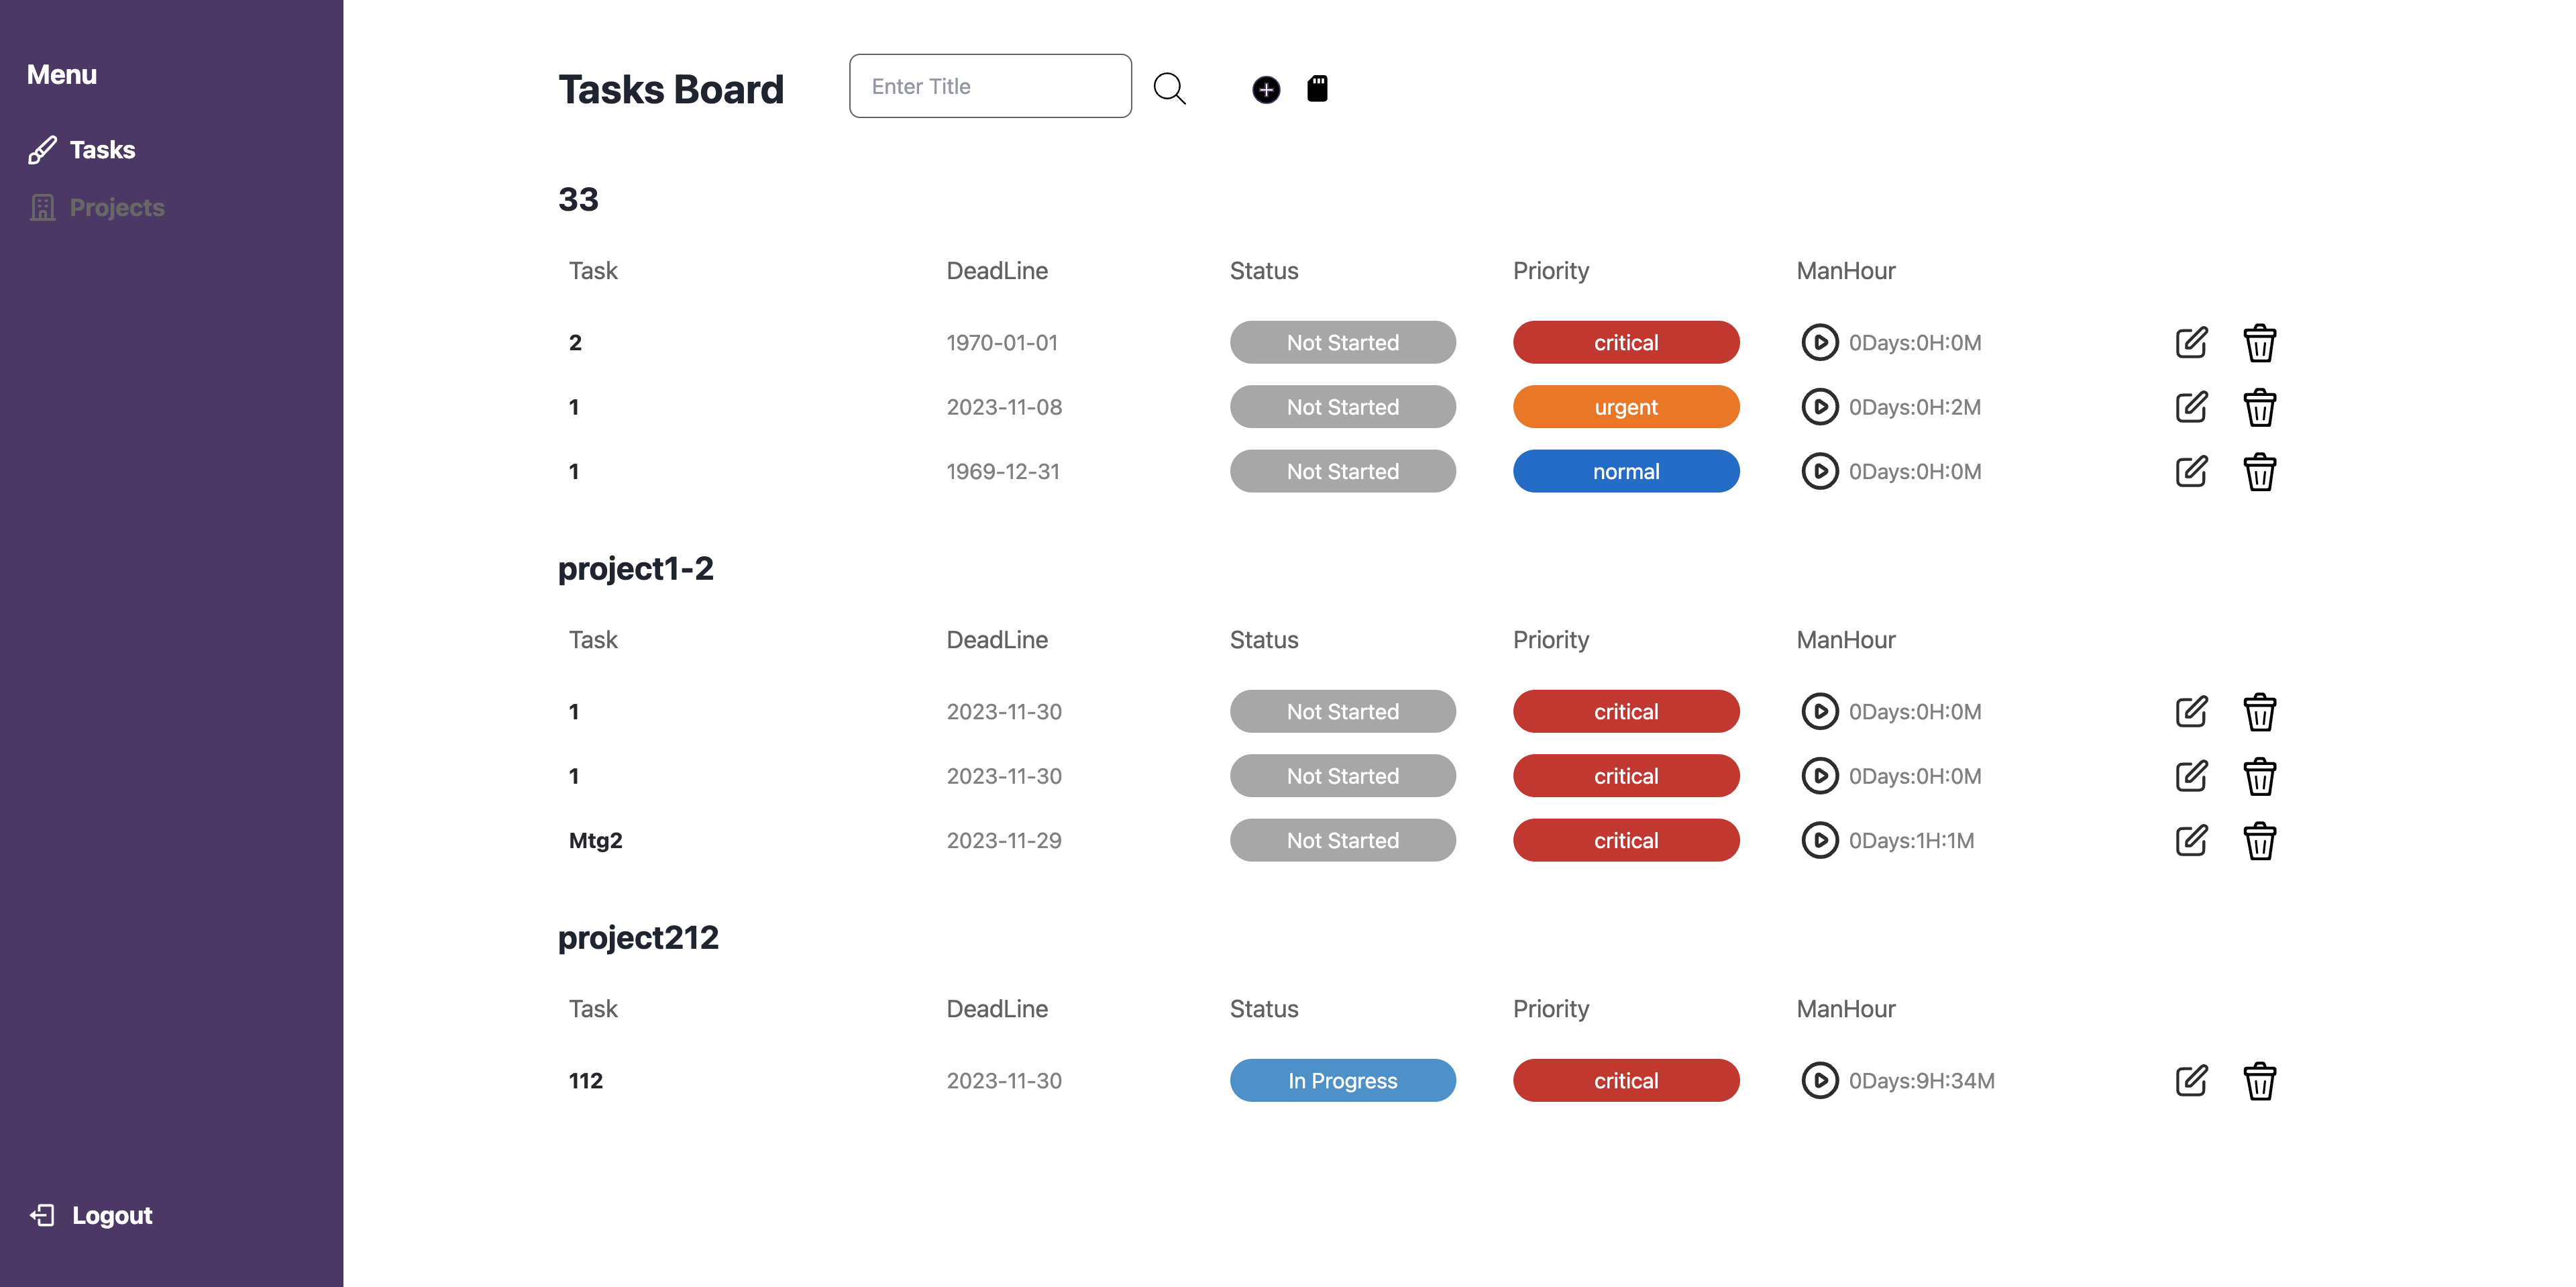 Menu
Tasks
Projects
Logout
Tasks Board Enter Title
33
Task DeadLine Status Priority ManHour
2 1970-01-01 Not Started critical 0Days:0H:0M
1 2023-11-08 Not Started urgent 0Days:0H:2M
1 1969-12-31 Not Started normal 0Days:0H:0M
project1-2
Task DeadLine Status Priority ManHour
1 2023-11-30 Not Started critical 0Days:0H:0M
1 2023-11-30 Not Started critical 0Days:0H:0M
Mtg2 2023-11-29 Not Started critical 0Days:1H:1M
project212
Task DeadLine Status Priority ManHour
112 2023-11-30 In Progress critical 0Days:9H:34M